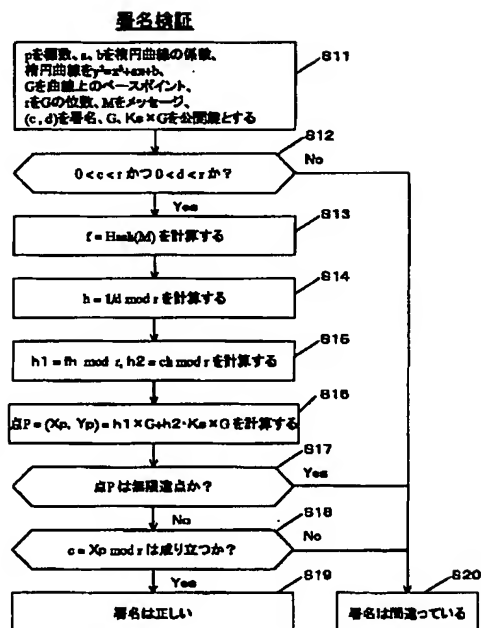 署名検証
S11
pを標数、a、bを楕円曲線の係数、
楕円曲線をy²=x³+ax+b、
Gを曲線上のベースポイント、
rをGの位数、Mをメッセージ、
(c,d)を署名、G、Ks×Gを公開鍵とする
S12
0<c<rかつ0<d<rか?
No
Yes
S13
f = Hash(M) を計算する
S14
h = 1/d mod r を計算する
S15
h1 = fh mod r, h2 = ch mod r を計算する
S16
点P = (Xp, Yp) = h1×G+h2・Ks×G を計算する
S17
点Pは無限遠点か?
Yes
No
S18
c = Xp mod r は成り立つか?
No
Yes
S19
署名は正しい
S20
署名は間違っている